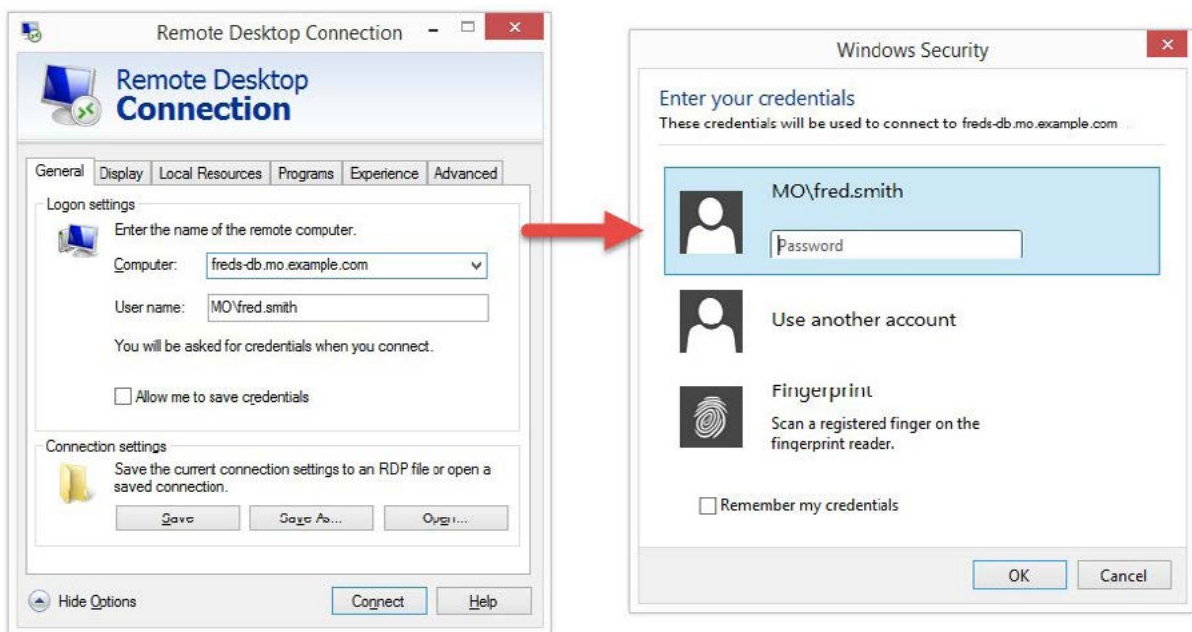 Remote Desktop Connection
Remote Desktop
Connection
General Display Local Resources Programs Experience Advanced
Logon settings
Enter the name of the remote computer.
Computer: freds-db.mo.example.com
User name: MO\fred.smith
You will be asked for credentials when you connect.
Allow me to save credentials
Connection settings
Save the current connection settings to an RDP file or open a
saved connection.
Save Save As... Open...
Hide Options Connect Help
Windows Security
Enter your credentials
These credentials will be used to connect to freds-db.mo.example.com
MO\fred.smith
Password
Use another account
Fingerprint
Scan a registered finger on the
fingerprint reader.
Remember my credentials
OK Cancel